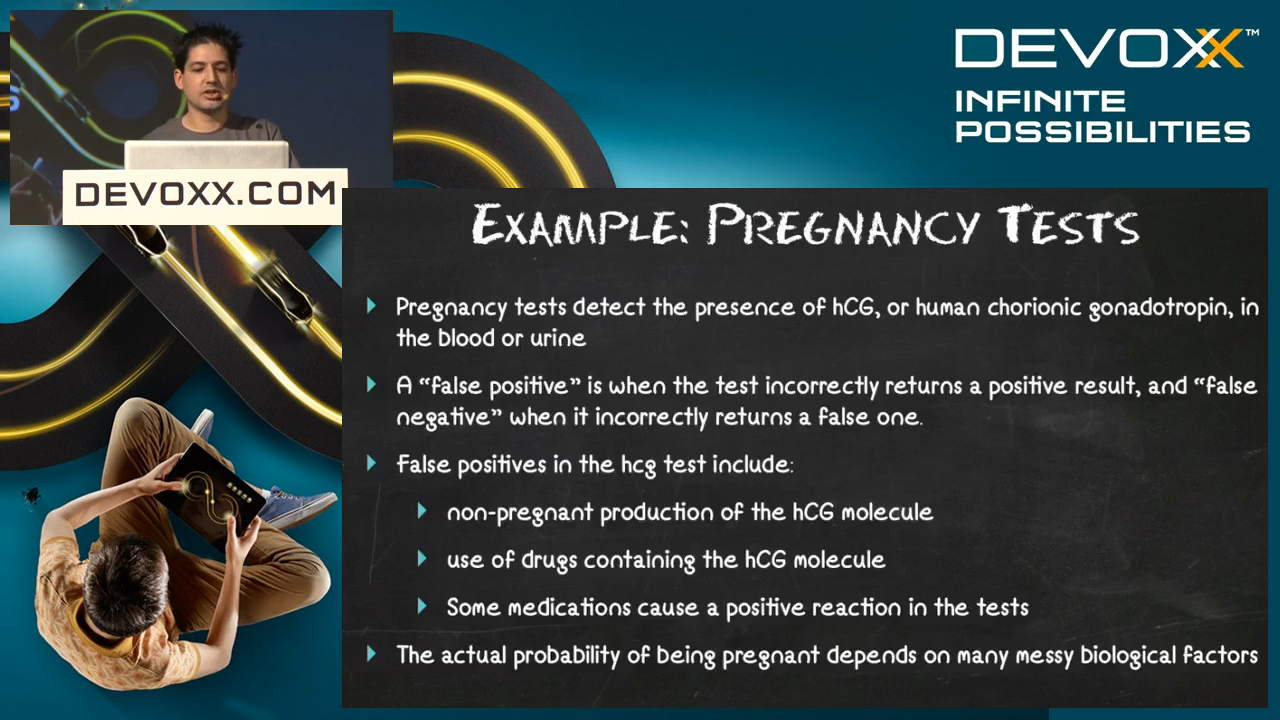 DEVOXX™
INFINITE
POSSIBILITIES
DEVOXX.COM
EXAMPLE: PREGNANCY TESTS
Pregnancy tests detect the presence of hCG, or human chorionic gonadotropin, in
the blood or urine
A “false positive” is when the test incorrectly returns a positive result, and “false
negative” when it incorrectly returns a false one.
False positives in the hcg test include:
non-pregnant production of the hCG molecule
use of drugs containing the hCG molecule
Some medications cause a positive reaction in the tests
The actual probability of being pregnant depends on many messy biological factors